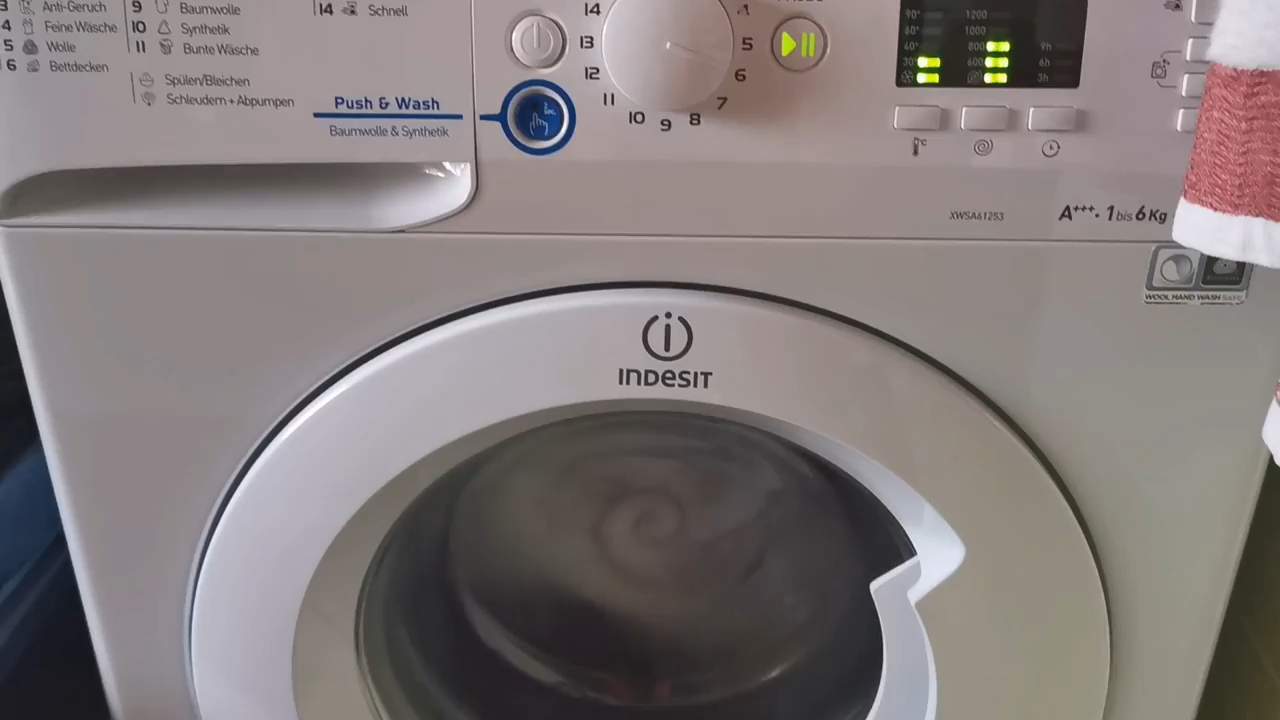 3 Anti-Geruch
4 Feine Wäsche
5 Wolle
6 Bettdecken
9 Baumwolle
10 Synthetik
11 Bunte Wäsche
Spülen/Bleichen
Schleudern + Abpumpen
14 Schnell
Push & Wash
Baumwolle & Synthetik
14
13
12
11
10
9
8
7
6
5
4
90° 1200
1000
40° 800 9h
30° 600 6h
3h
°C
XWSA61253
A+++. 1 bis 6 Kg
WOOL HAND WASH SAFE
INDESIT